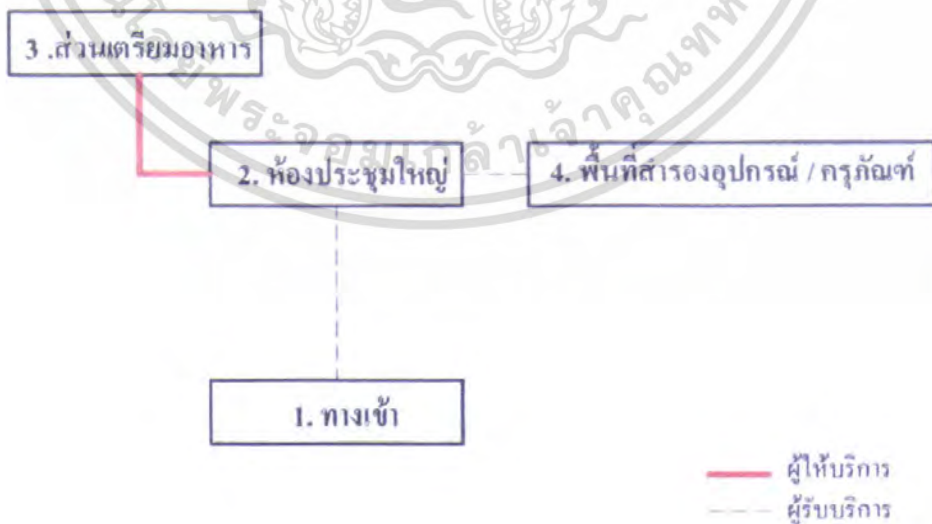 3 .ส่วนเตรียมอาหาร
2. ห้องประชุมใหญ่
4. พื้นที่สำรองอุปกรณ์ / ครุภัณฑ์
1. ทางเข้า
ผู้ให้บริการ
ผู้รับบริการ